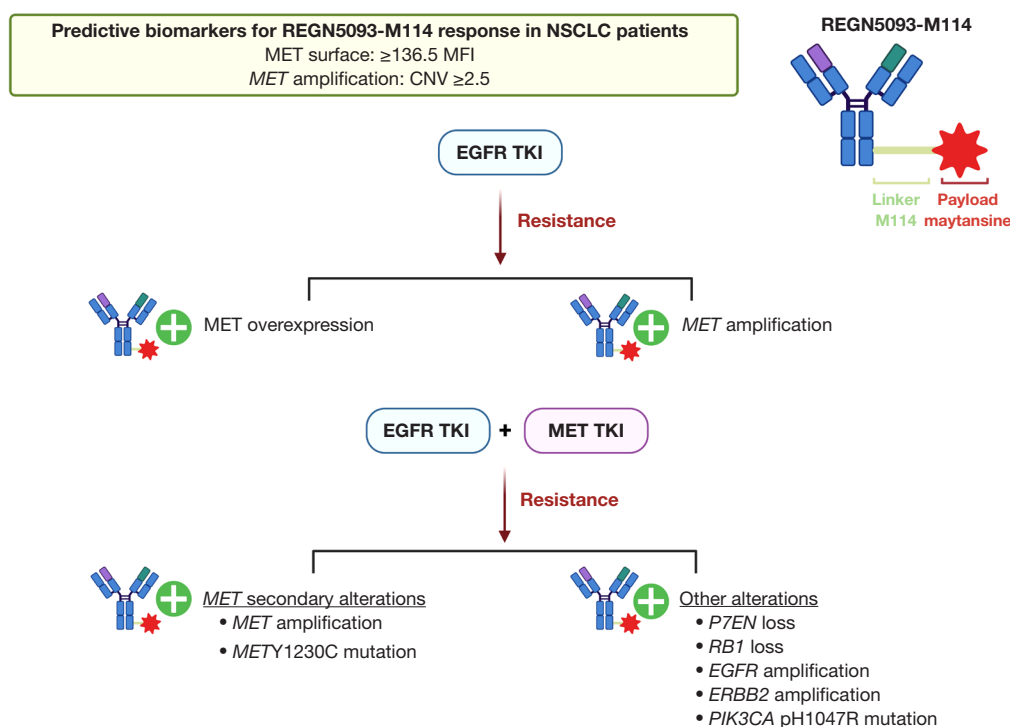 Predictive biomarkers for REGN5093-M114 response in NSCLC patients
MET surface: ≥136.5 MFI
MET amplification: CNV ≥2.5
REGN5093-M114
Linker
M114
Payload
maytansine
EGFR TKI
Resistance
MET overexpression
MET amplification
EGFR TKI + MET TKI
Resistance
MET secondary alterations
• MET amplification
• METY1230C mutation
Other alterations
• P7EN loss
• RB1 loss
• EGFR amplification
• ERBB2 amplification
• PIK3CA pH1047R mutation